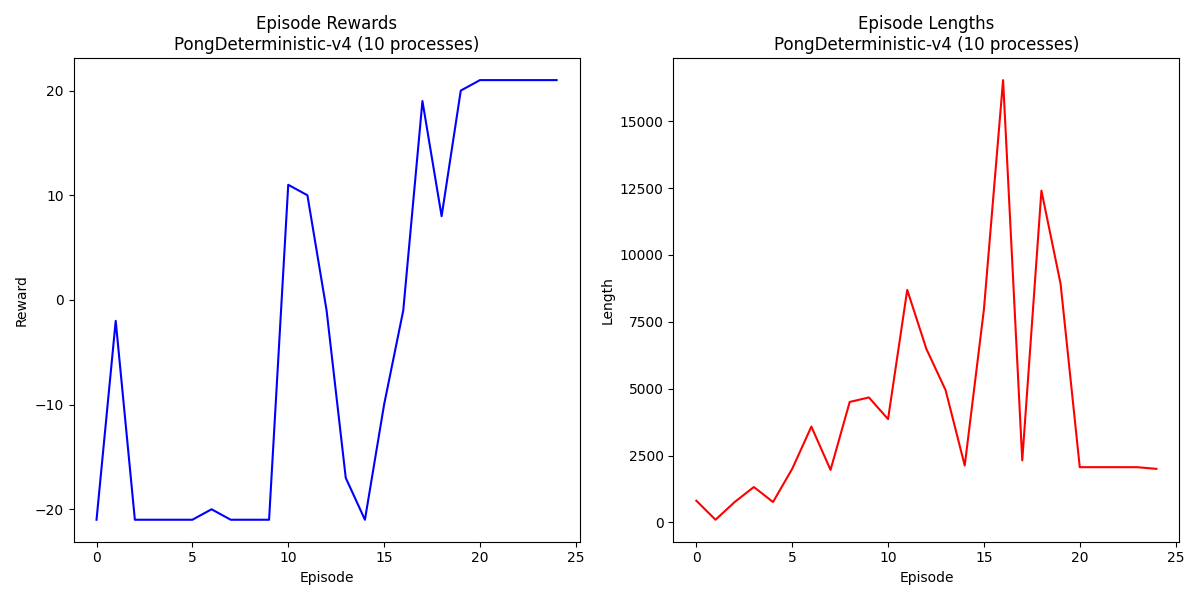 Episode Rewards
PongDeterministic-v4 (10 processes)
Reward
20
10
0
−10
−20
0 5 10 15 20 25
Episode
Episode Lengths
PongDeterministic-v4 (10 processes)
Length
15000
12500
10000
7500
5000
2500
0
0 5 10 15 20 25
Episode